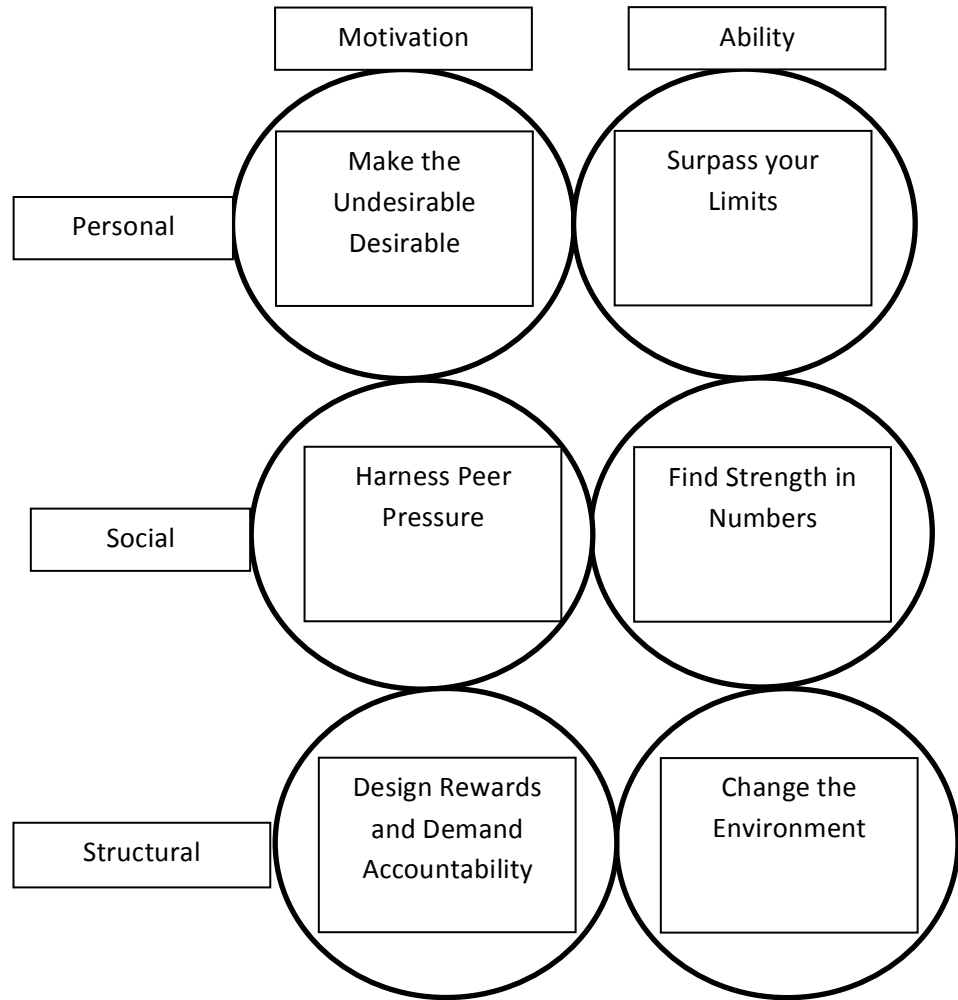 Motivation
Ability
Personal
Make the
Undesirable
Desirable
Surpass your
Limits
Social
Harness Peer
Pressure
Find Strength in
Numbers
Structural
Design Rewards
and Demand
Accountability
Change the
Environment